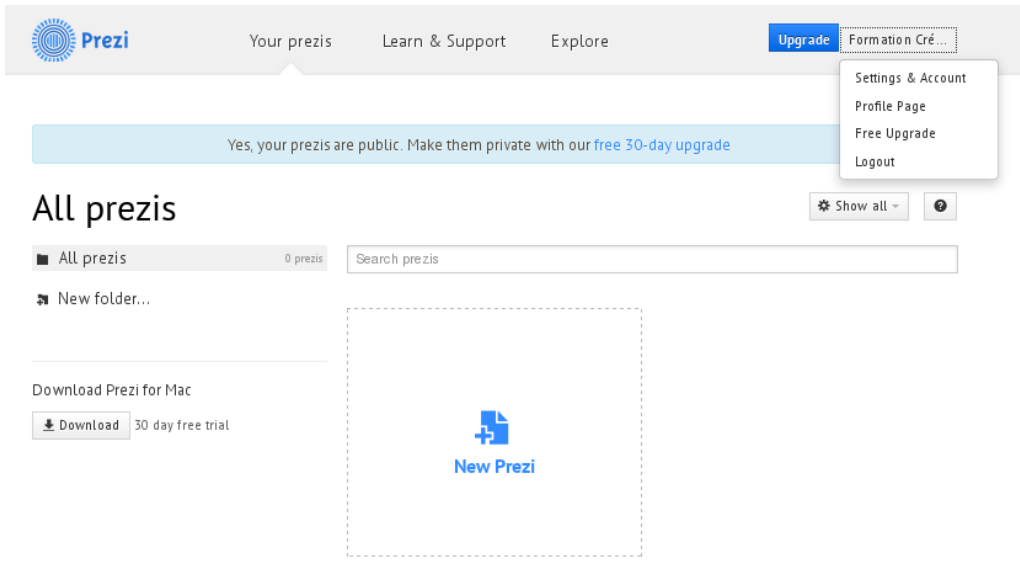 Prezi
Your prezis
Learn & Support
Explore
Upgrade
Formation Cré...
Settings & Account
Profile Page
Free Upgrade
Logout
Yes, your prezis are public. Make them private with our free 30-day upgrade
All prezis
Show all
?
All prezis
0 prezis
Search prezis
New folder...
Download Prezi for Mac
Download
30 day free trial
New Prezi